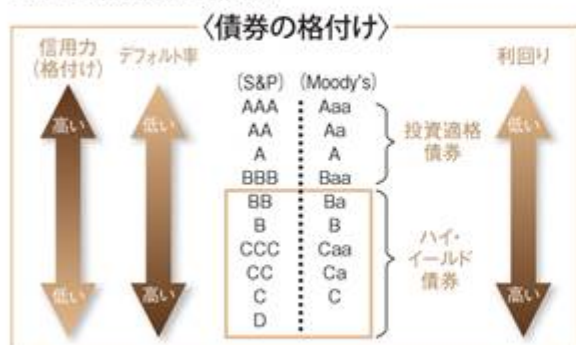 〈債券の格付け〉
信用力
(格付け)
デフォルト率
利回り
高い
低い
低い
高い
低い
高い
(S&P) (Moody's)
AAA Aaa
AA Aa
A A
BBB Baa
BB Ba
B B
CCC Caa
CC Ca
C C
D
投資適格
債券
ハイ・
イールド
債券